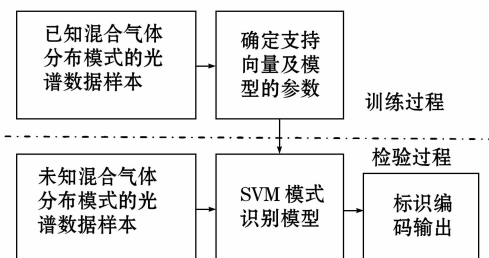 已知混合气体
分布模式的光
谱数据样本
确定支持
向量及模
型的参数
训练过程
检验过程
未知混合气体
分布模式的光
谱数据样本
SVM 模式
识别模型
标识编
码输出